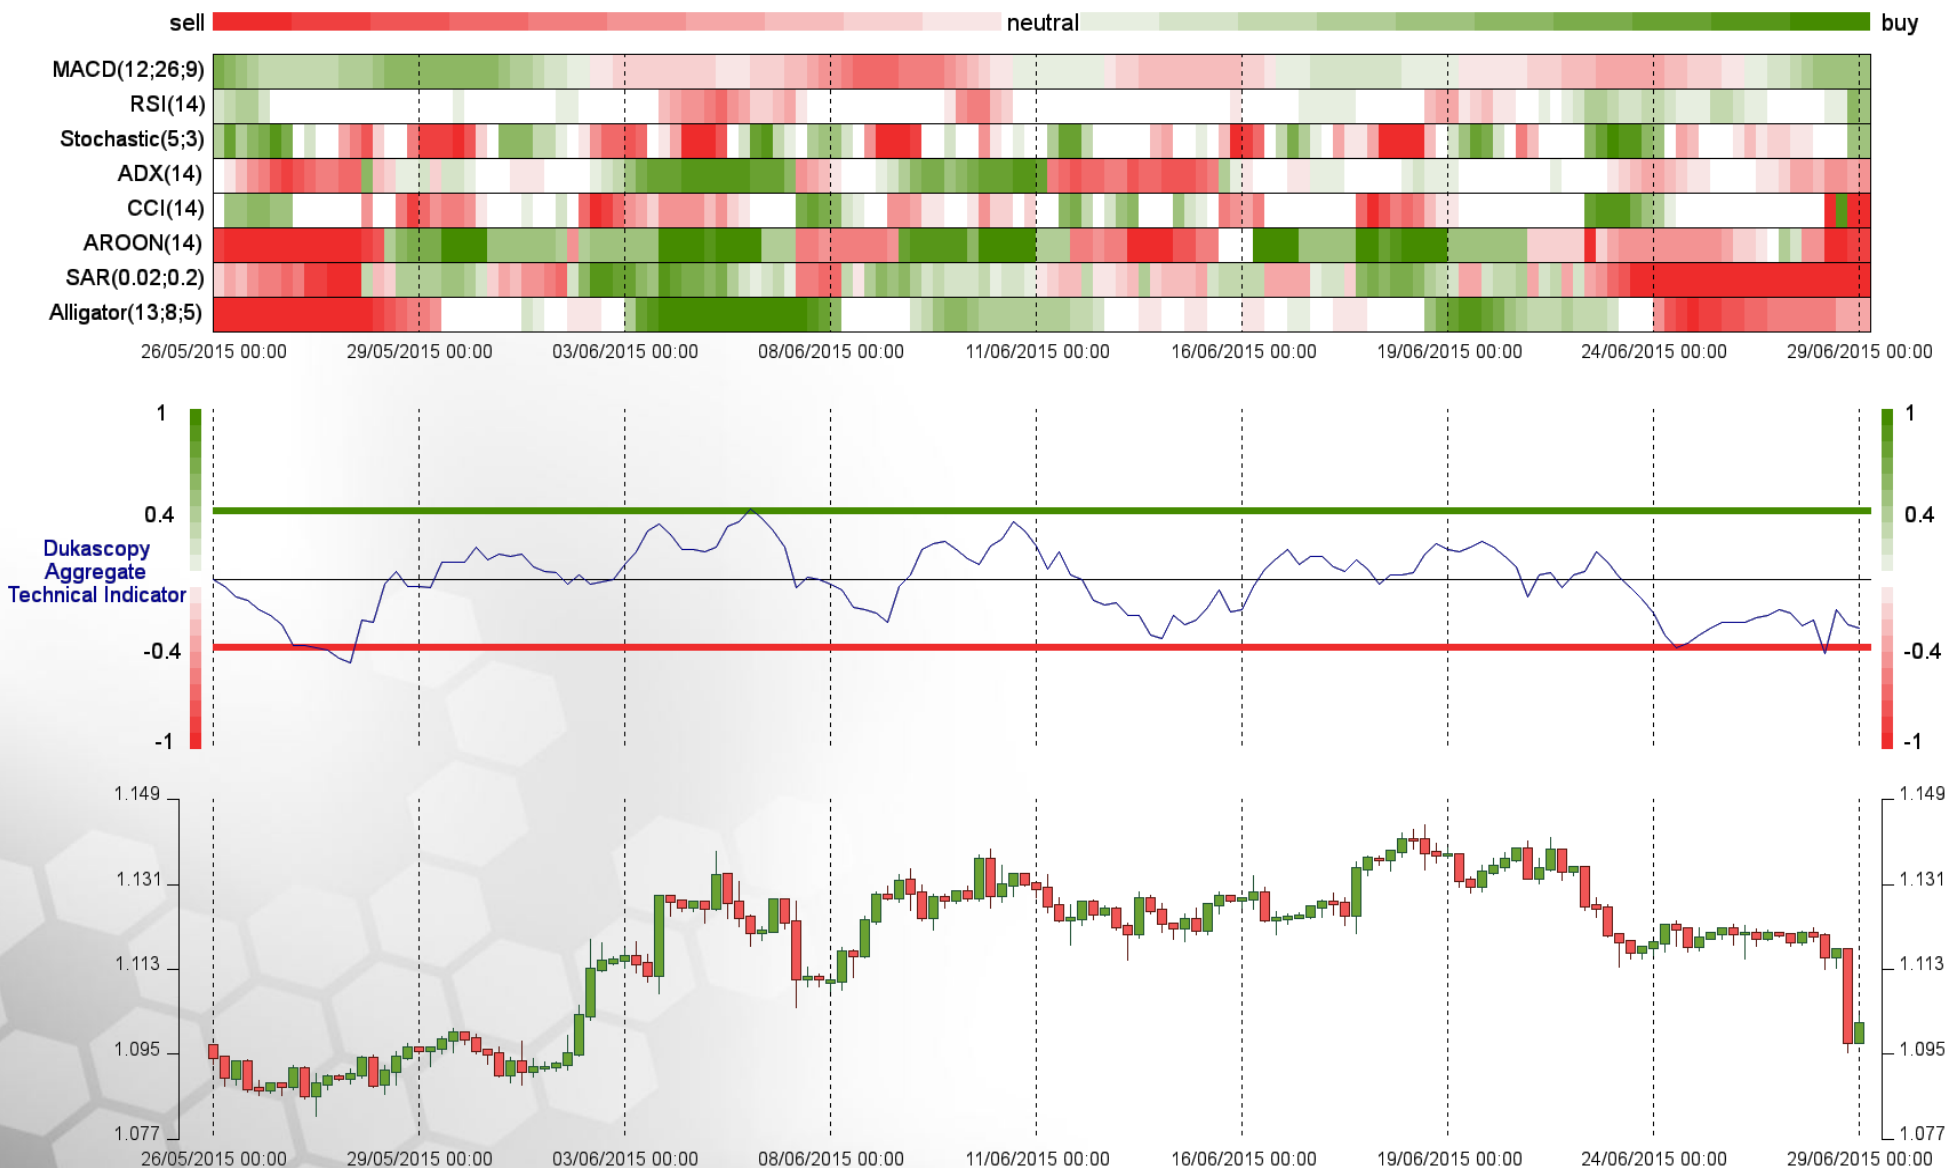 sell neutral buy
MACD(12;26;9)
RSI(14)
Stochastic(5;3)
ADX(14)
CCI(14)
AROON(14)
SAR(0.02;0.2)
Alligator(13;8;5)
26/05/2015 00:00 29/05/2015 00:00 03/06/2015 00:00 08/06/2015 00:00 11/06/2015 00:00 16/06/2015 00:00 19/06/2015 00:00 24/06/2015 00:00 29/06/2015 00:00
1 1
0.4 0.4
Dukascopy
Aggregate
Technical Indicator
-0.4 -0.4
-1 -1
1.149 1.149
1.131 1.131
1.113 1.113
1.095 1.095
1.077 1.077
26/05/2015 00:00 29/05/2015 00:00 03/06/2015 00:00 08/06/2015 00:00 11/06/2015 00:00 16/06/2015 00:00 19/06/2015 00:00 24/06/2015 00:00 29/06/2015 00:00